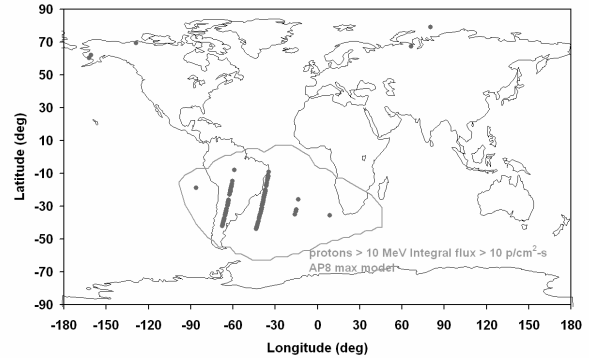 90
70
50
30
10
-10
-30
-50
-70
-90
Latitude (deg)
protons > 10 MeV Integral flux > 10 p/cm²-s
AP8 max model
-180 -150 -120 -90 -60 -30 0 30 60 90 120 150 180
Longitude (deg)